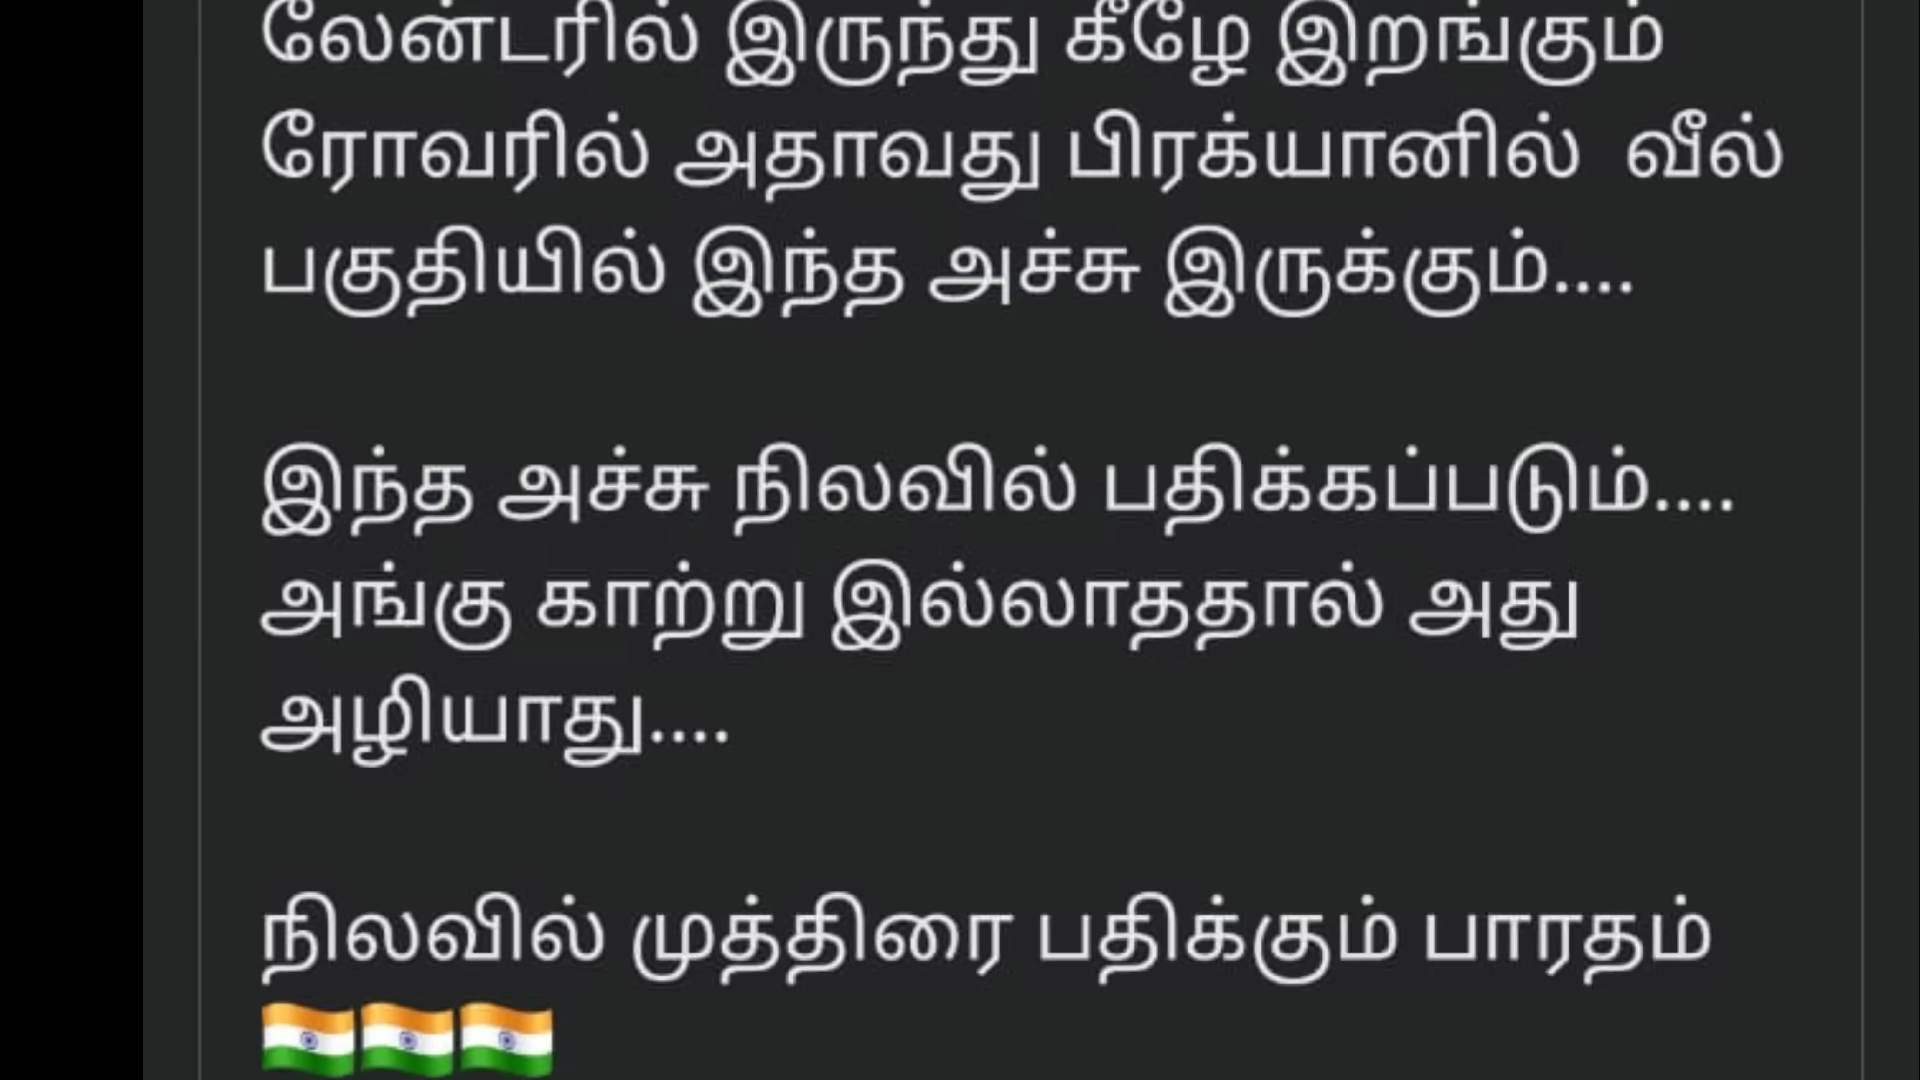 லேண்டரில் இருந்து கீழே இறங்கும்
ரோவரில் அதாவது பிரக்யானில் வீல்
பகுதியில் இந்த அச்சு இருக்கும்....
இந்த அச்சு நிலவில் பதிக்கப்படும்....
அங்கு காற்று இல்லாததால் அது
அழியாது....
நிலவில் முத்திரை பதிக்கும் பாரதம்
🇮🇳🇮🇳🇮🇳